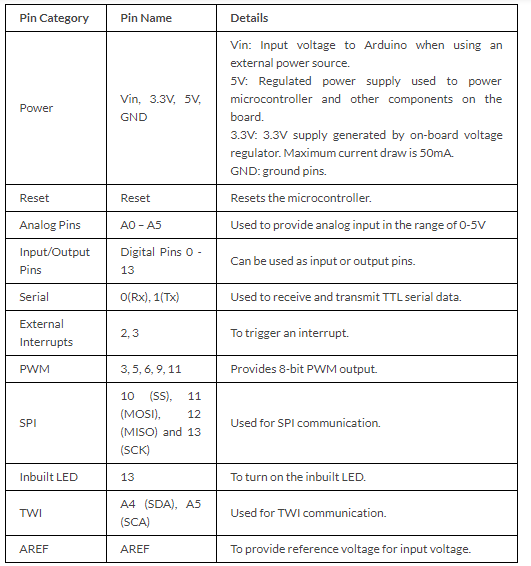 Pin Category Pin Name Details
Vin: Input voltage to Arduino when using an
external power source.
5V: Regulated power supply used to power
microcontroller and other components on the
board.
3.3V: 3.3V supply generated by on-board voltage
regulator. Maximum current draw is 50mA.
GND: ground pins.
Power
Vin, 3.3V, 5V,
GND
Reset Reset Resets the microcontroller.
Analog Pins A0 – A5 Used to provide analog input in the range of 0-5V
Input/Output
Pins
Digital Pins 0 -
13
Can be used as input or output pins.
Serial 0(Rx), 1(Tx) Used to receive and transmit TTL serial data.
External
Interrupts
2, 3 To trigger an interrupt.
PWM 3, 5, 6, 9, 11 Provides 8-bit PWM output.
SPI
10 (SS), 11
(MOSI), 12
(MISO) and 13
(SCK)
Used for SPI communication.
Inbuilt LED 13 To turn on the inbuilt LED.
TWI
A4 (SDA), A5
(SCA)
Used for TWI communication.
AREF AREF To provide reference voltage for input voltage.